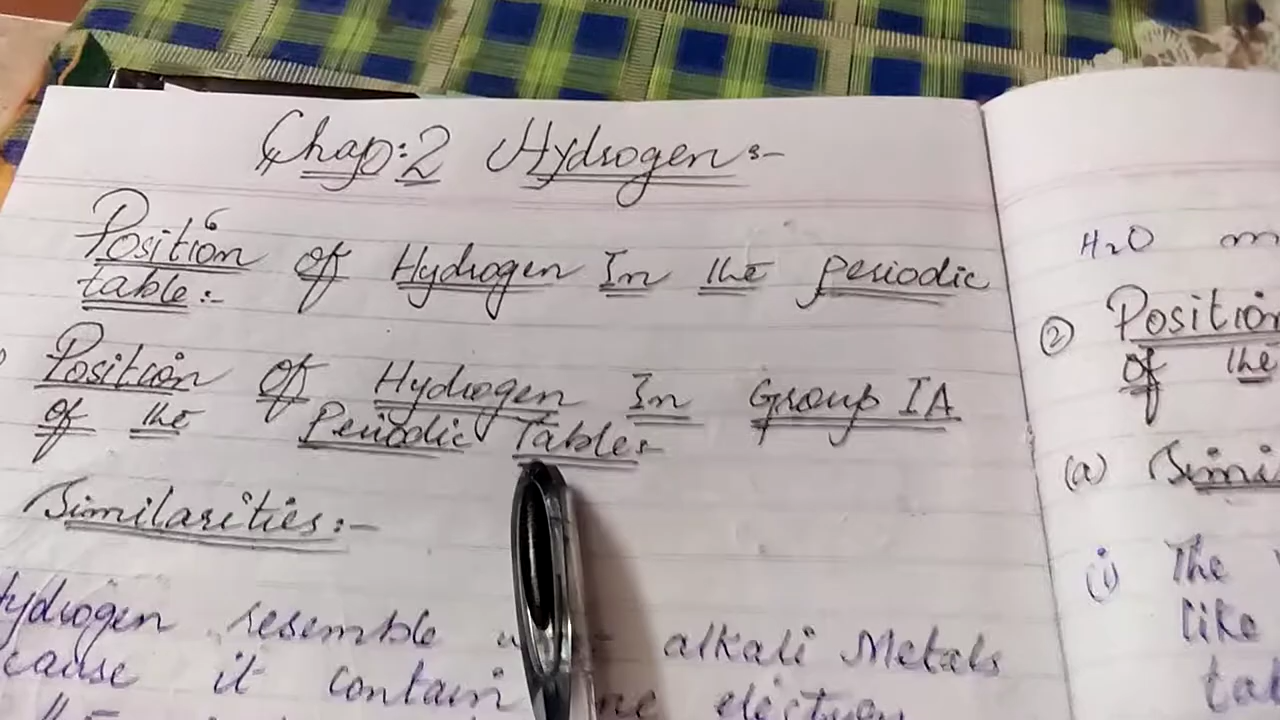 Chap:2 Hydrogen:-
Position of Hydrogen In the periodic
table:-
Position of Hydrogen In Group IA
of the Periodic Table:-
Similarities:-
Hydrogen resemble alkali Metals
cause it contain electron
H₂O
② Position
of the
(a) Simi
(i) The
like
tab